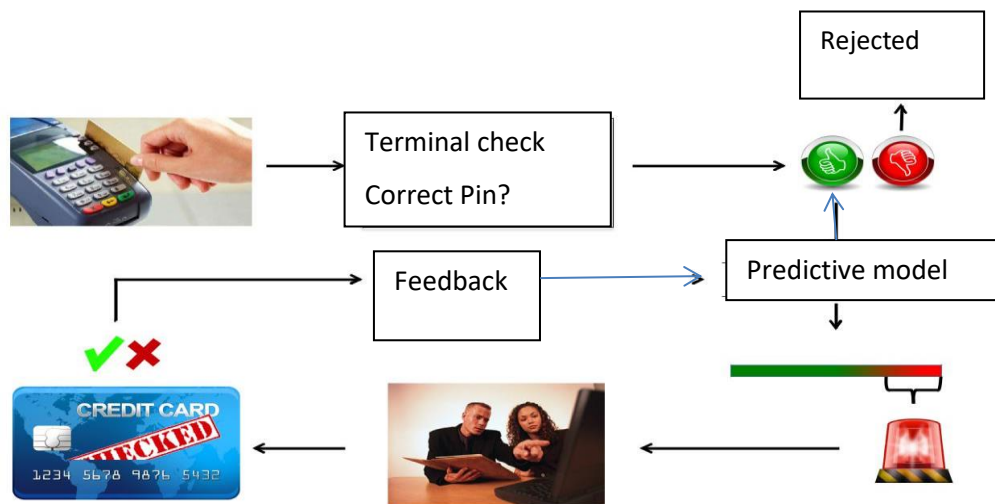 Rejected
Terminal check
Correct Pin?
Feedback
Predictive model
CREDIT CARD
CHECKED
1234 5678 9876 5432